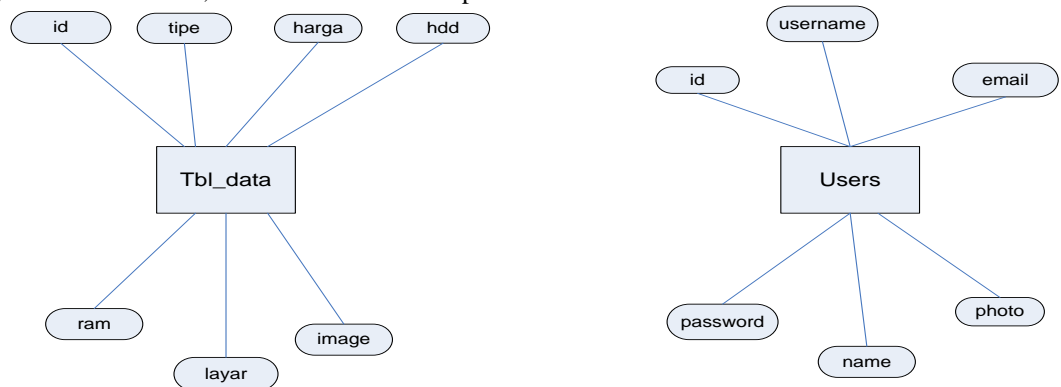 id
tipe
harga
hdd
Tbl_data
ram
layar
image
username
id
email
Users
password
name
photo